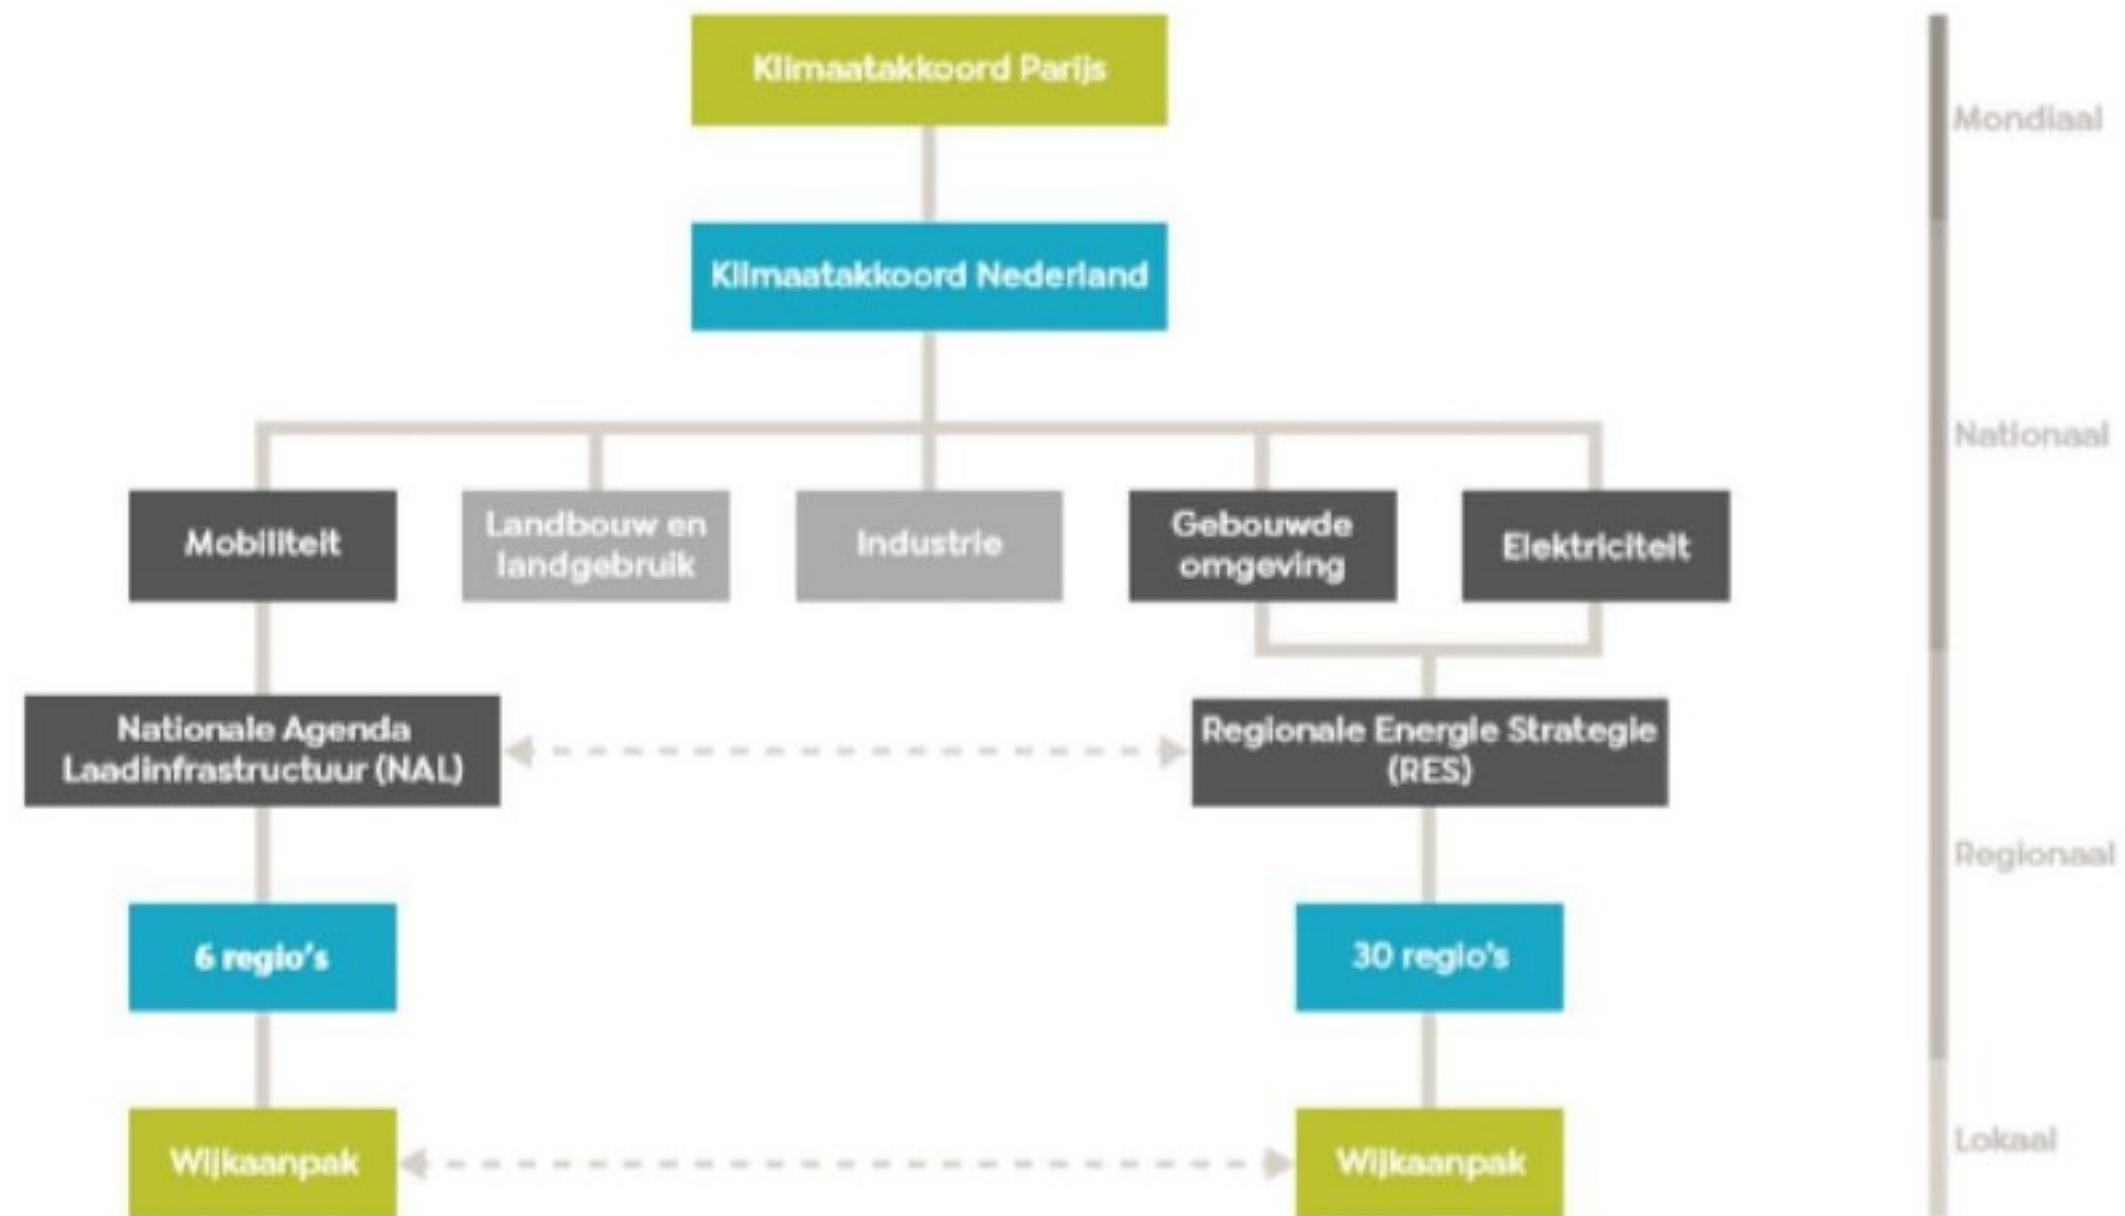 Klimaatakkoord Parijs
Mondiaal
Klimaatakkoord Nederland
Nationaal
Mobiliteit
Landbouw en
landgebruik
Industrie
Gebouwde
omgeving
Elektriciteit
Nationale Agenda
Laadinfrastructuur (NAL)
Regionale Energie Strategie
(RES)
Regionaal
6 regio's
30 regio's
Wijkaanpak
Wijkaanpak
Lokaal